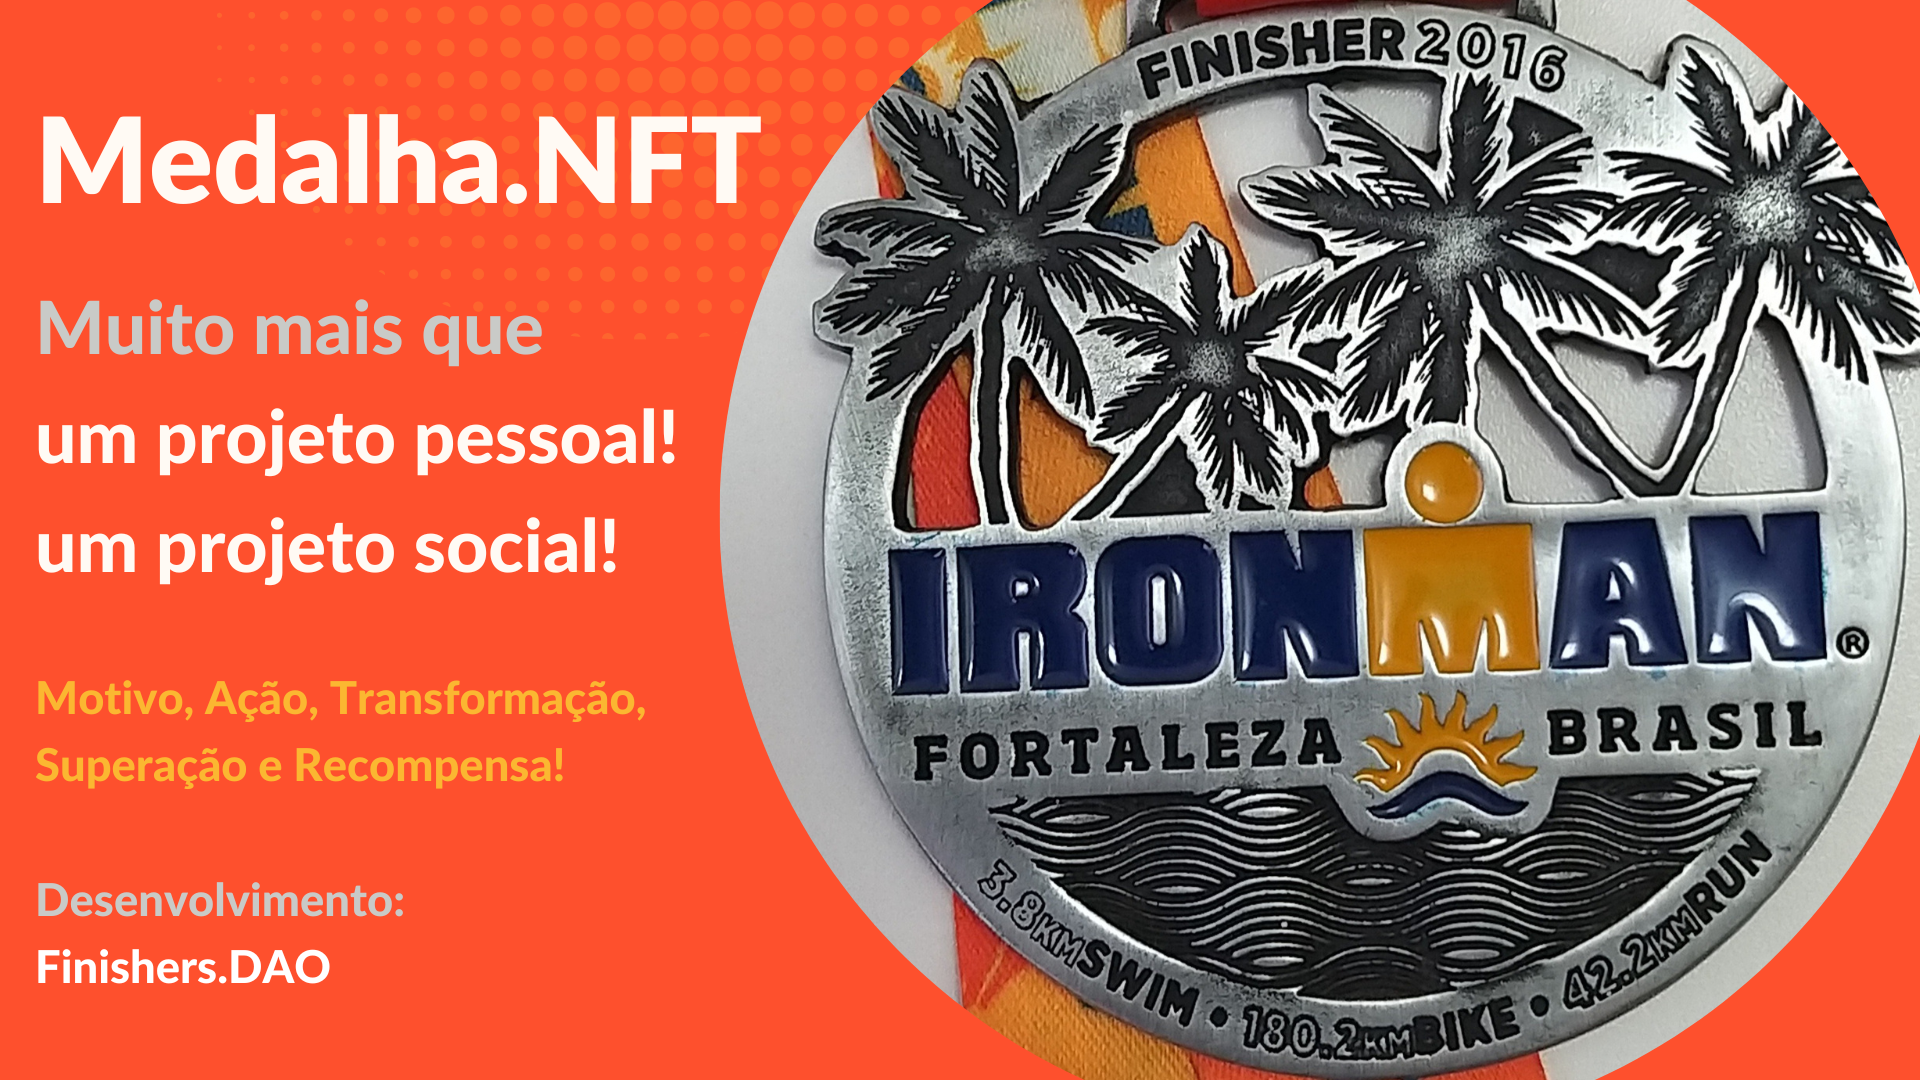 Medalha.NFT
Muito mais que
um projeto pessoal!
um projeto social!
Motivo, Ação, Transformação,
Superação e Recompensa!
Desenvolvimento:
Finishers.DAO
FINISHER 2016
IRONMAN®
FORTALEZA BRASIL
3.8KM SWIM • 180.2KM BIKE • 42.2KM RUN